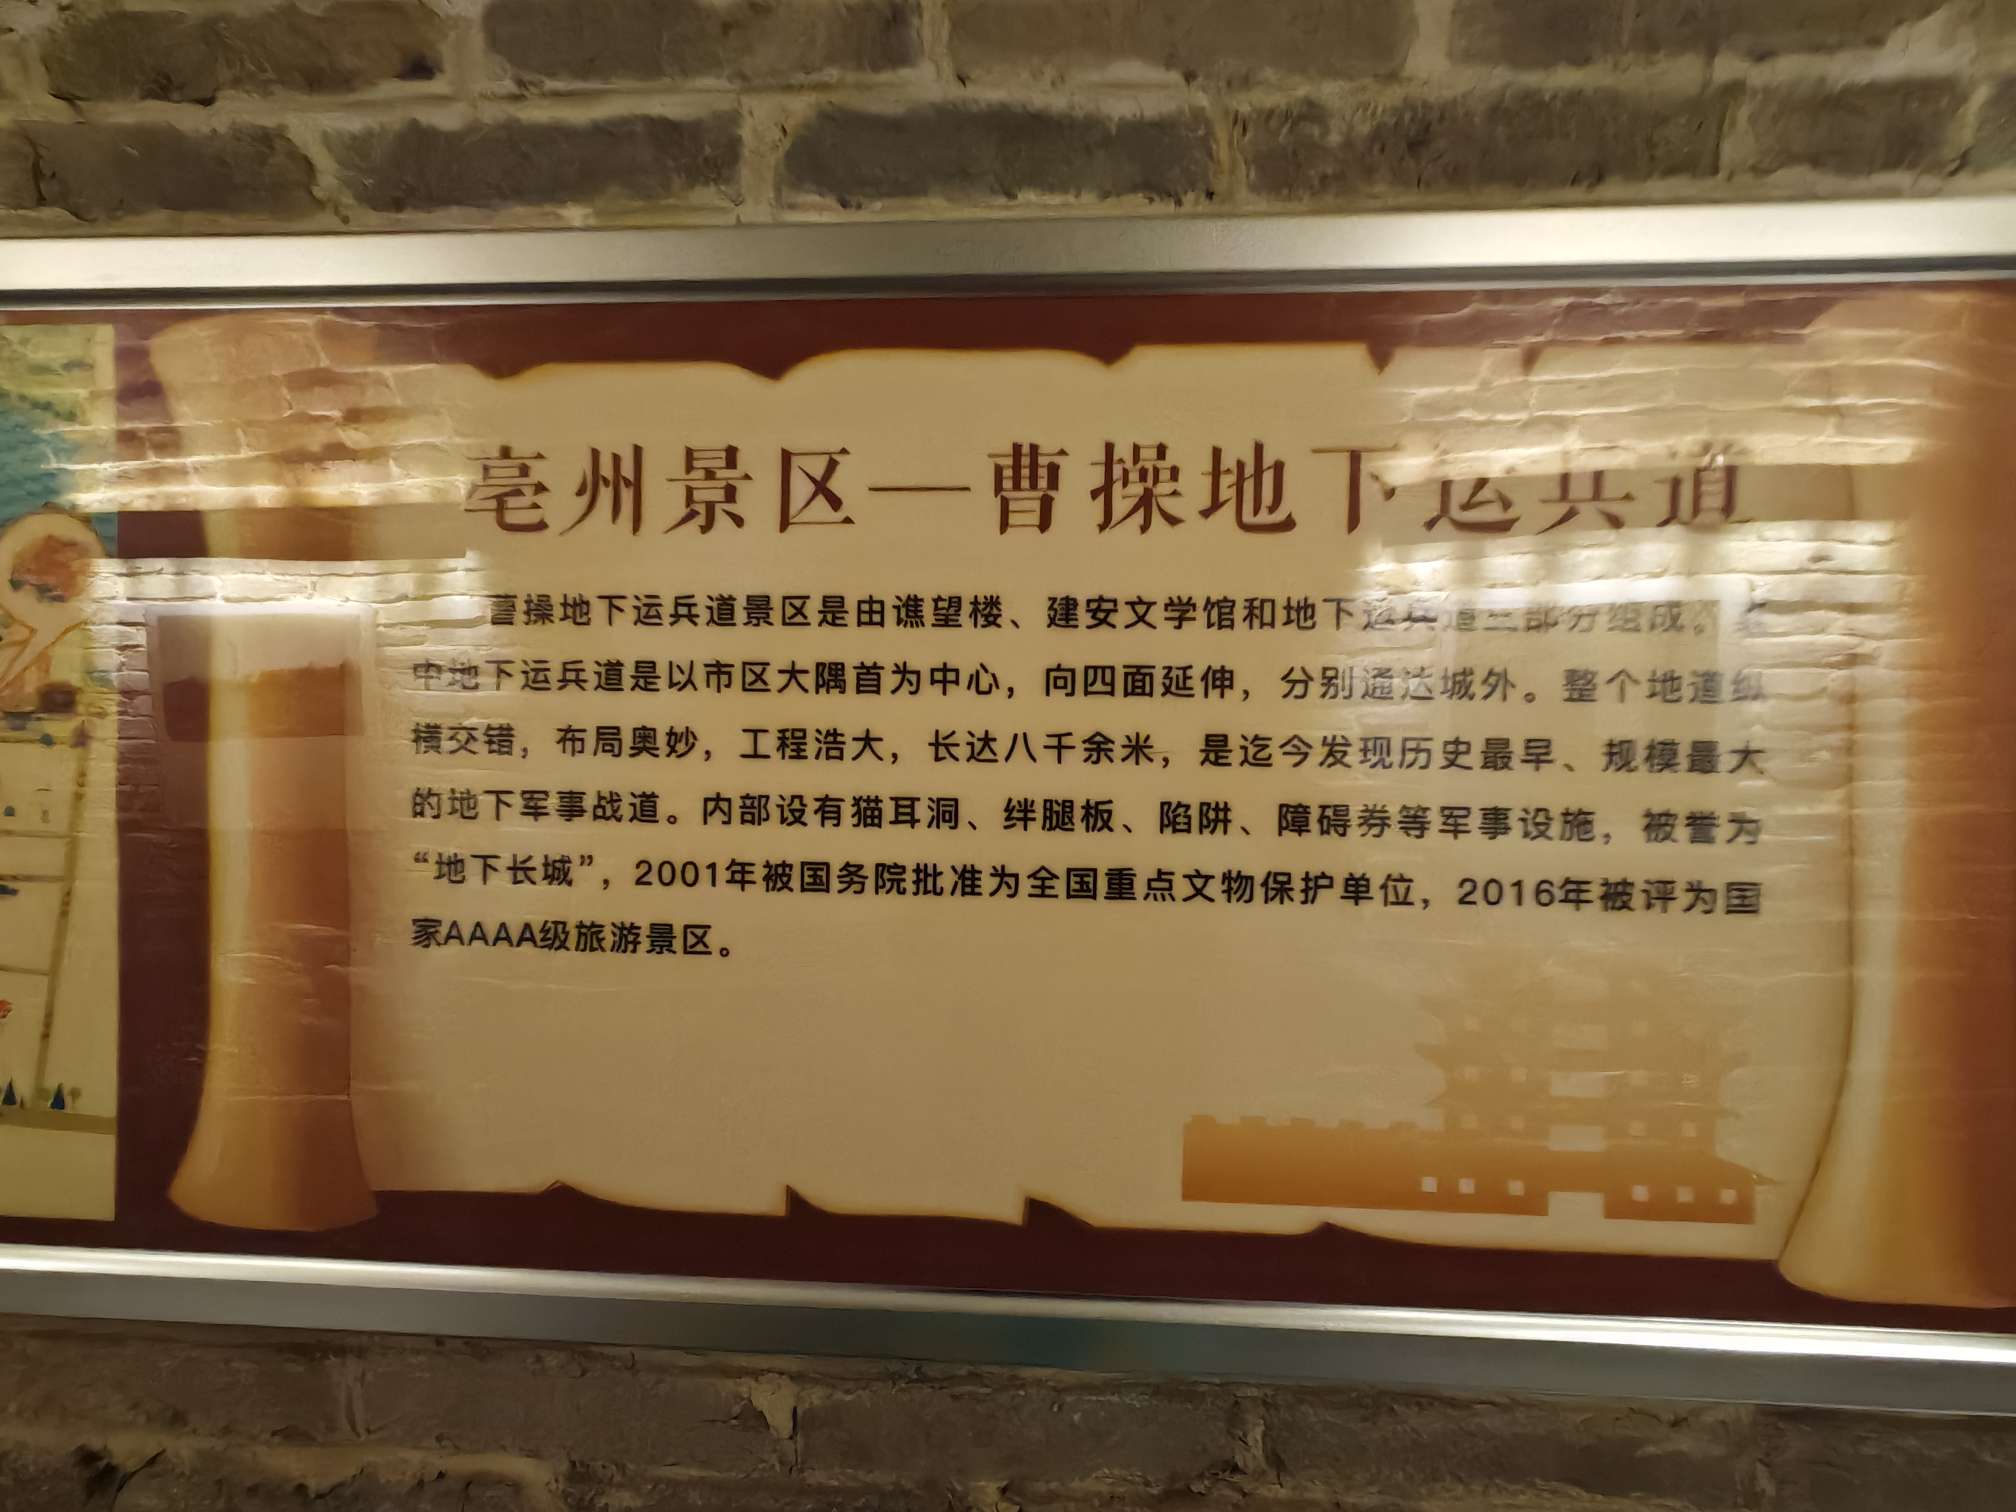 亳州景区—曹操地下运兵道
曹操地下运兵道景区是由谯望楼、建安文学馆和地下运兵道三部分组成，其
中地下运兵道是以市区大隅首为中心，向四面延伸，分别通达城外。整个地道纵
横交错，布局奥妙，工程浩大，长达八千余米，是迄今发现历史最早、规模最大
的地下军事战道。内部设有猫耳洞、绊腿板、陷阱、障碍券等军事设施，被誉为
“地下长城”，2001年被国务院批准为全国重点文物保护单位，2016年被评为国
家AAAA级旅游景区。